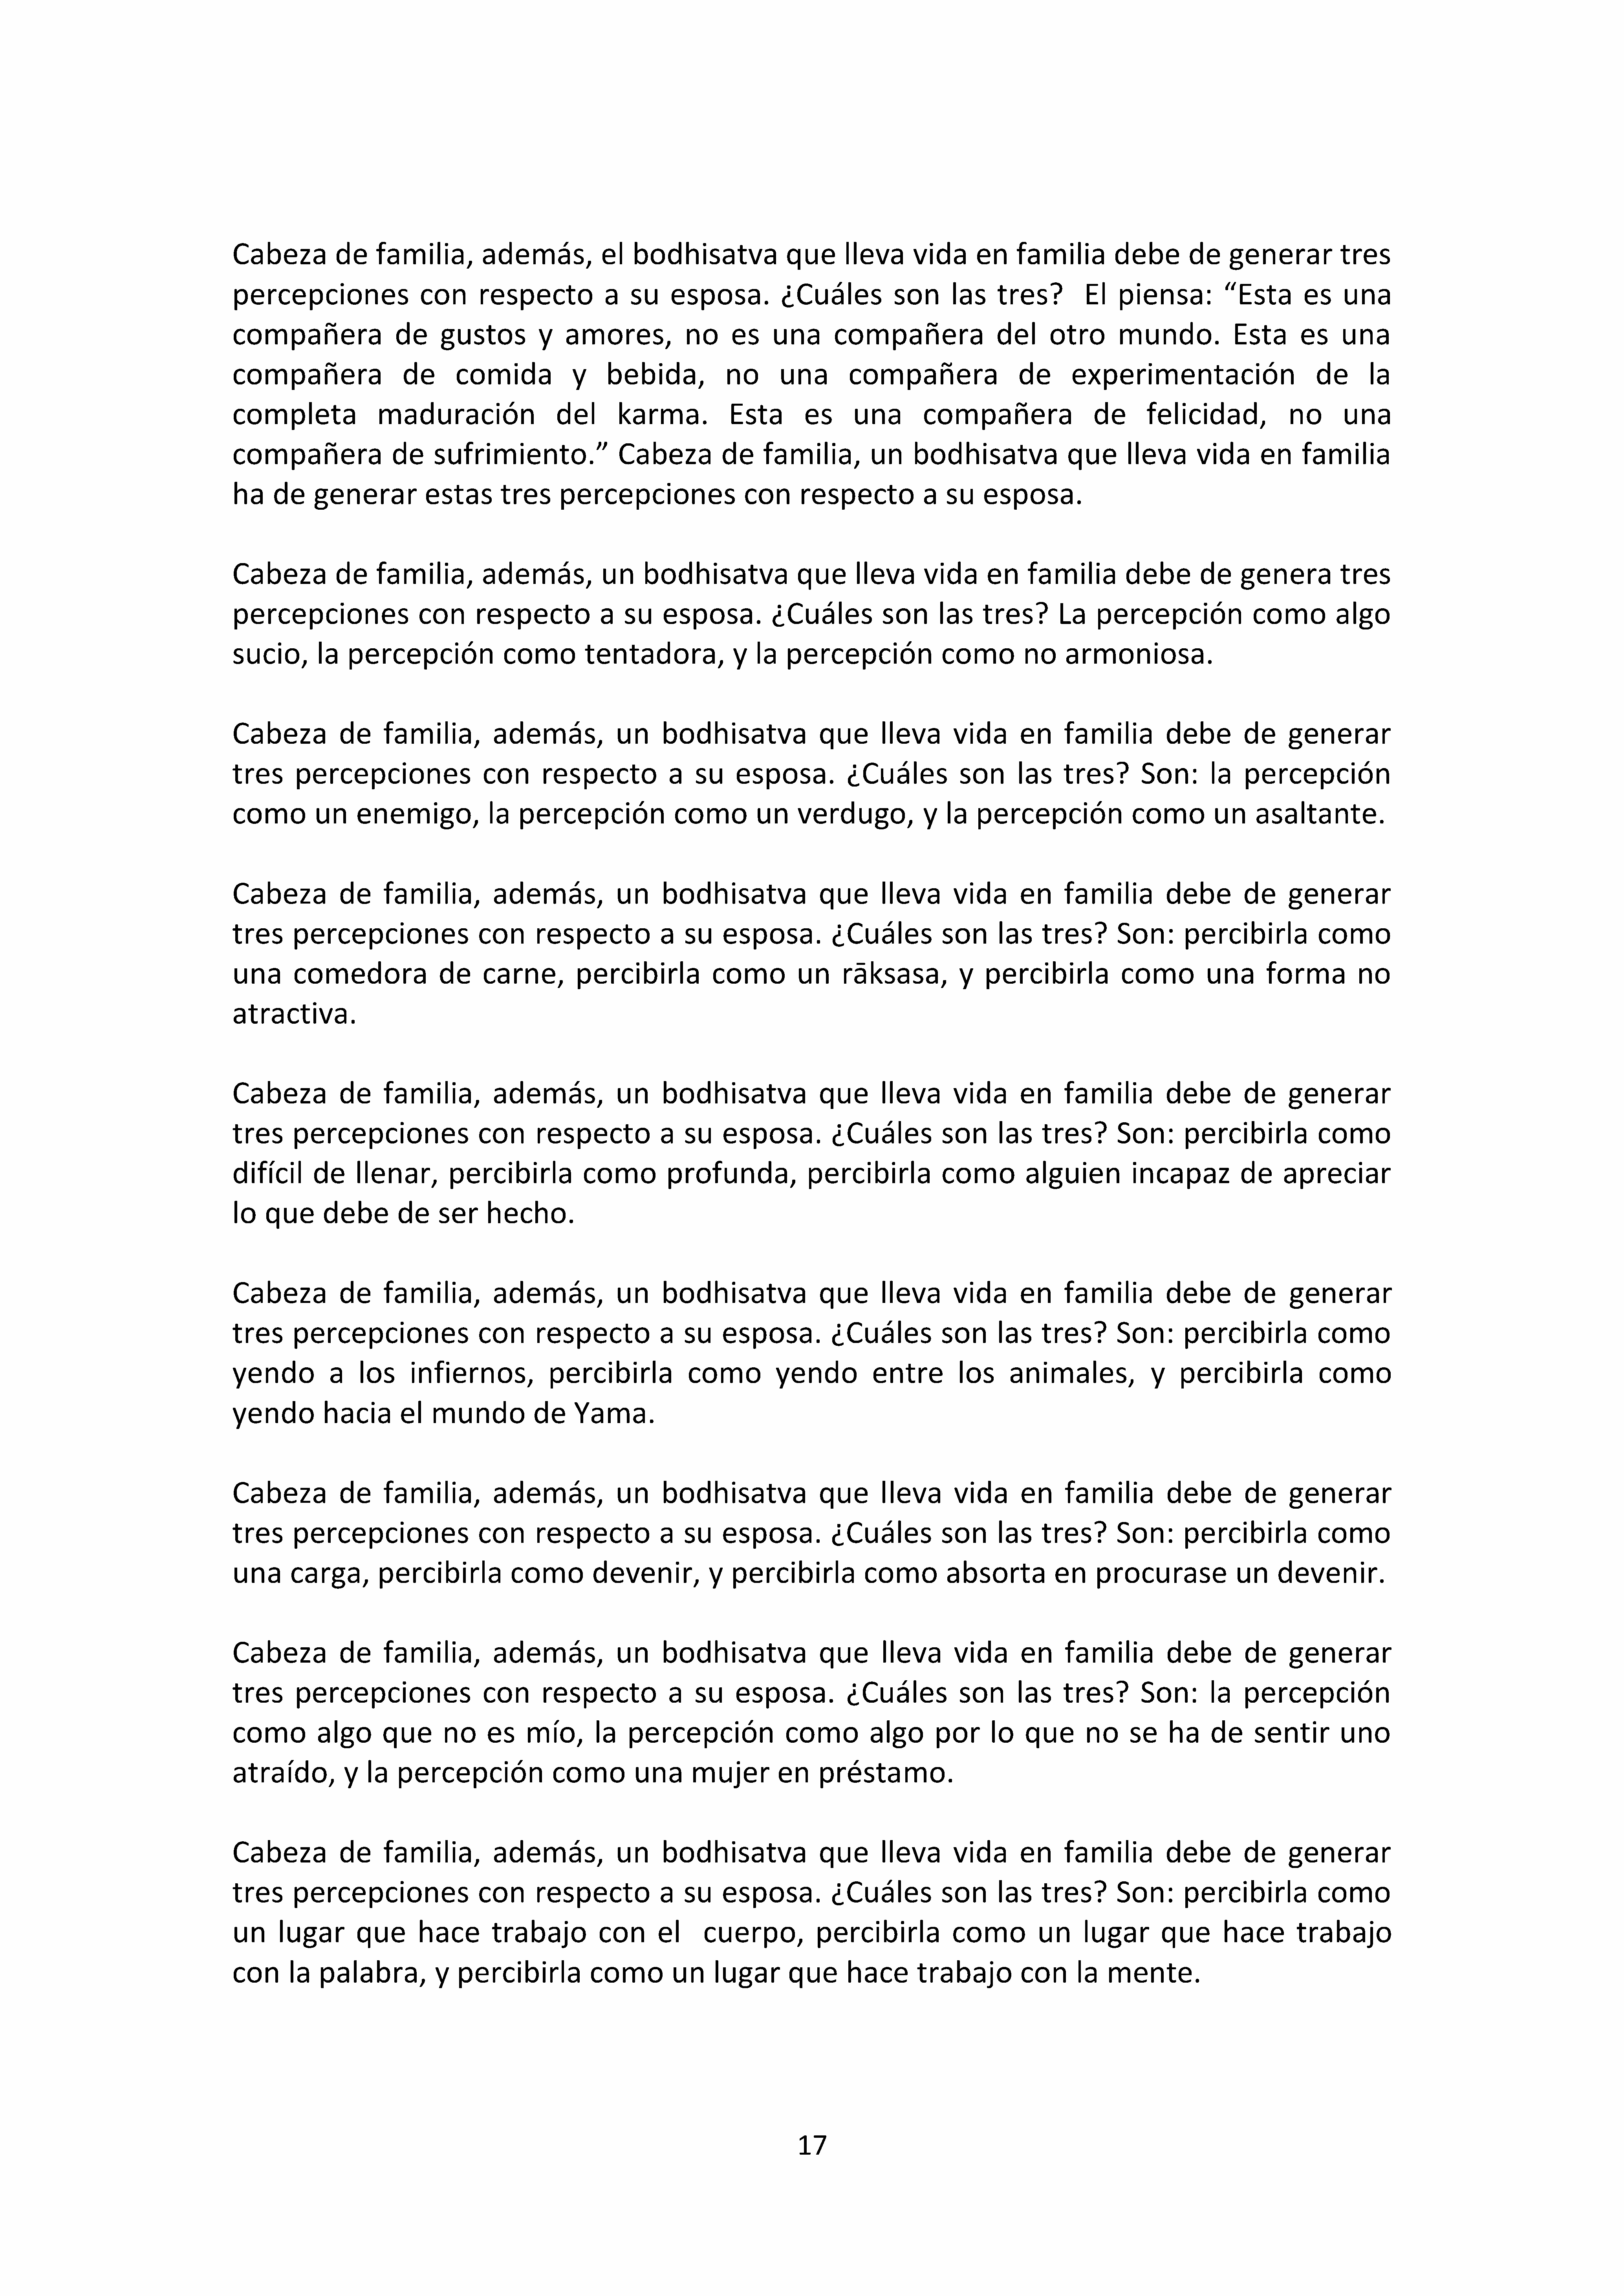 Cabeza de familia, además, el bodhisatva que lleva vida en familia debe de generar tres
percepciones con respecto a su esposa. ¿Cuáles son las tres?  El piensa: “Esta es una
compañera de gustos y amores, no es una compañera del otro mundo. Esta es una
compañera de comida y bebida, no una compañera de experimentación de la
completa maduración del karma. Esta es una compañera de felicidad, no una
compañera de sufrimiento.” Cabeza de familia, un bodhisatva que lleva vida en familia
ha de generar estas tres percepciones con respecto a su esposa.

Cabeza de familia, además, un bodhisatva que lleva vida en familia debe de genera tres
percepciones con respecto a su esposa. ¿Cuáles son las tres? La percepción como algo
sucio, la percepción como tentadora, y la percepción como no armoniosa.

Cabeza de familia, además, un bodhisatva que lleva vida en familia debe de generar
tres percepciones con respecto a su esposa. ¿Cuáles son las tres? Son: la percepción
como un enemigo, la percepción como un verdugo, y la percepción como un asaltante.

Cabeza de familia, además, un bodhisatva que lleva vida en familia debe de generar
tres percepciones con respecto a su esposa. ¿Cuáles son las tres? Son: percibirla como
una comedora de carne, percibirla como un rāksasa, y percibirla como una forma no
atractiva.

Cabeza de familia, además, un bodhisatva que lleva vida en familia debe de generar
tres percepciones con respecto a su esposa. ¿Cuáles son las tres? Son: percibirla como
difícil de llenar, percibirla como profunda, percibirla como alguien incapaz de apreciar
lo que debe de ser hecho.

Cabeza de familia, además, un bodhisatva que lleva vida en familia debe de generar
tres percepciones con respecto a su esposa. ¿Cuáles son las tres? Son: percibirla como
yendo a los infiernos, percibirla como yendo entre los animales, y percibirla como
yendo hacia el mundo de Yama.

Cabeza de familia, además, un bodhisatva que lleva vida en familia debe de generar
tres percepciones con respecto a su esposa. ¿Cuáles son las tres? Son: percibirla como
una carga, percibirla como devenir, y percibirla como absorta en procurase un devenir.

Cabeza de familia, además, un bodhisatva que lleva vida en familia debe de generar
tres percepciones con respecto a su esposa. ¿Cuáles son las tres? Son: la percepción
como algo que no es mío, la percepción como algo por lo que no se ha de sentir uno
atraído, y la percepción como una mujer en préstamo.

Cabeza de familia, además, un bodhisatva que lleva vida en familia debe de generar
tres percepciones con respecto a su esposa. ¿Cuáles son las tres? Son: percibirla como
un lugar que hace trabajo con el  cuerpo, percibirla como un lugar que hace trabajo
con la palabra, y percibirla como un lugar que hace trabajo con la mente.

17